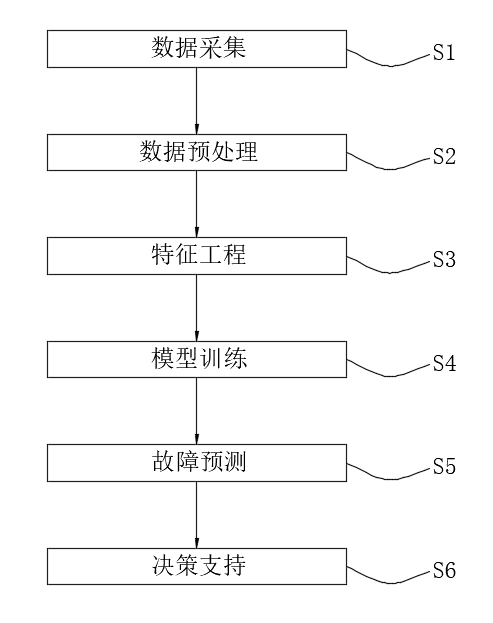 数据采集 S1
数据预处理 S2
特征工程 S3
模型训练 S4
故障预测 S5
决策支持 S6